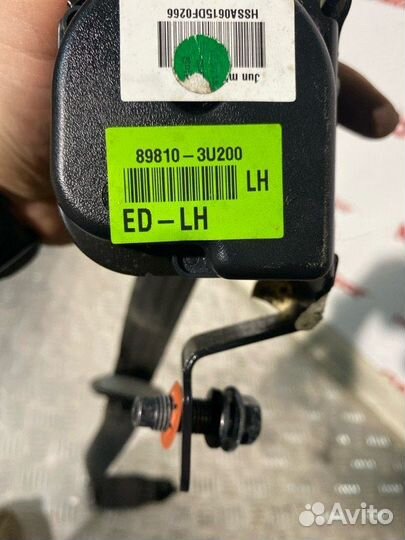 HSSA0615DF0266
Jun m
89810-3U200
LH
ED-LH
Avito